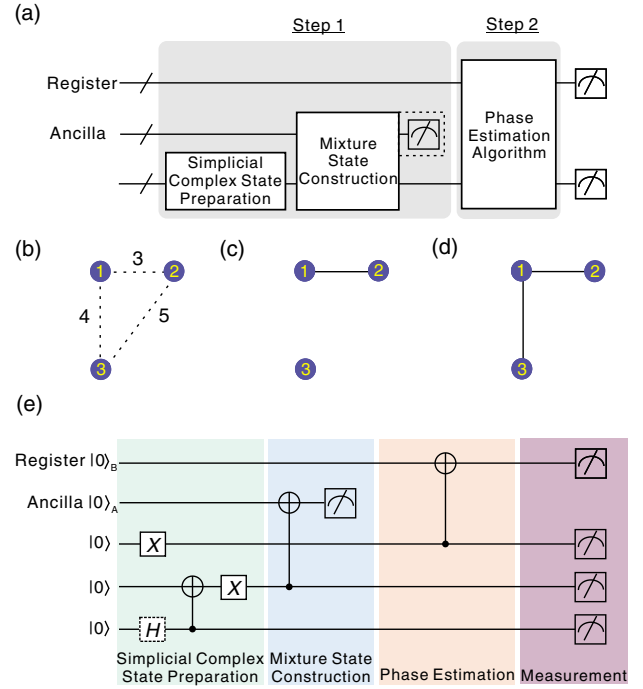 (a)
Step 1
Step 2
Register
Ancilla
Simplicial
Complex State
Preparation
Mixture
State
Construction
Phase
Estimation
Algorithm
(b)
(c)
(d)
1
3
2
4
5
3
1
2
3
1
2
3
(e)
Register |0⟩B
Ancilla |0⟩A
|0⟩
X
|0⟩
X
|0⟩
H
Simplicial Complex
State Preparation
Mixture State
Construction
Phase Estimation
Measurement